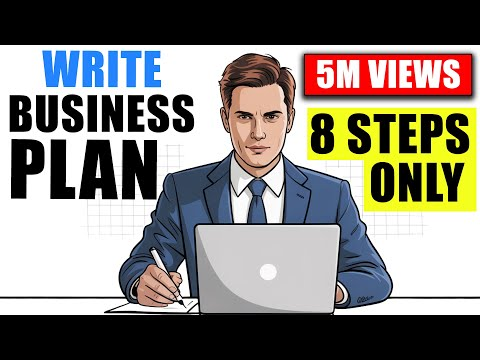 WRITE
BUSINESS
PLAN
5M VIEWS
8 STEPS
ONLY